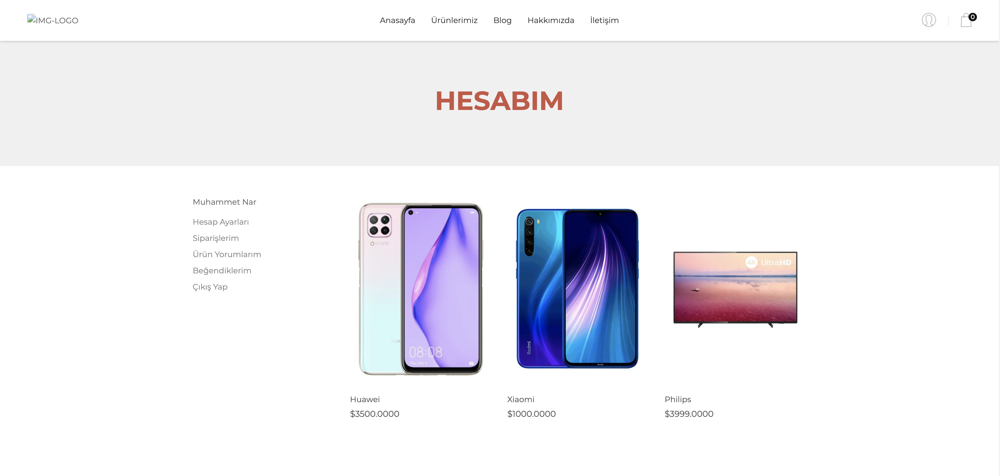 IMG-LOGO
Anasayfa Ürünlerimiz Blog Hakkımızda İletişim
0
HESABIM
Muhammet Nar
Hesap Ayarları
Siparişlerim
Ürün Yorumlarım
Beğendiklerim
Çıkış Yap
HUA
08:08
Thu, Dec 5
Redmi
Redmi
4K UltraHD
Huawei
$3500.0000
Xiaomi
$1000.0000
Philips
$3999.0000